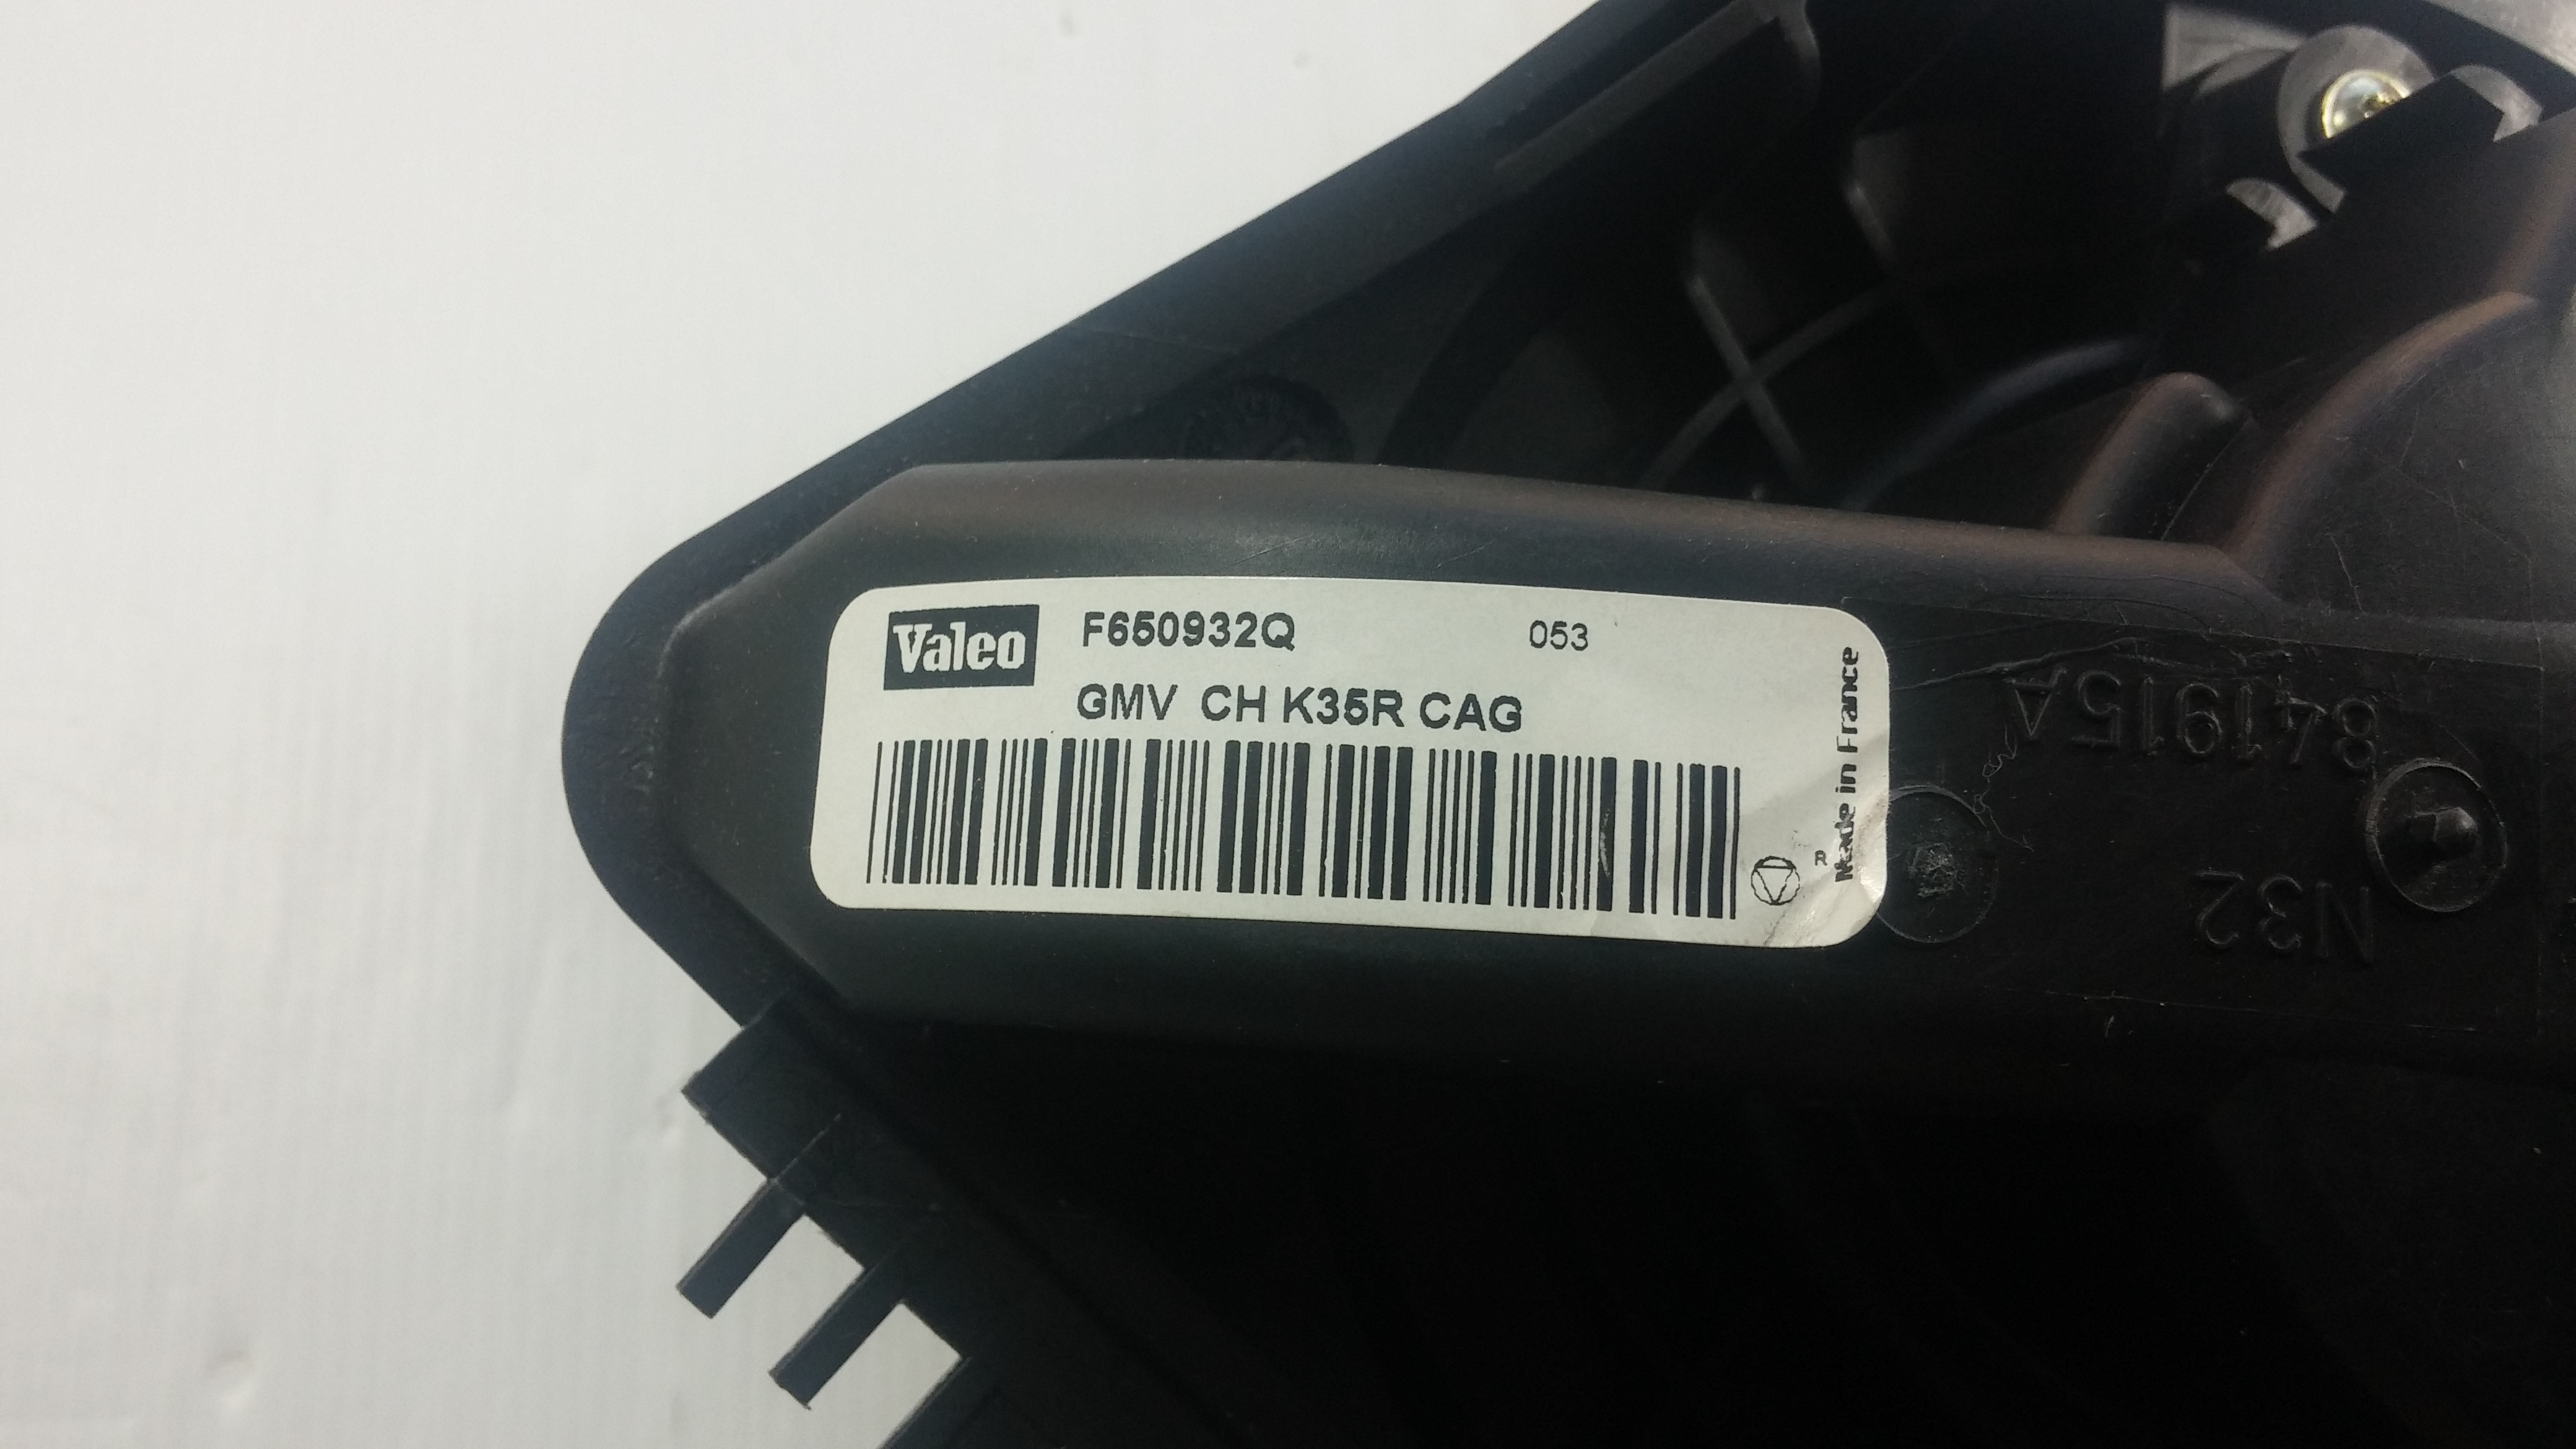 Valeo F650932Q 053
GMV CH K35R CAG
R
Made in France
841915A
N32